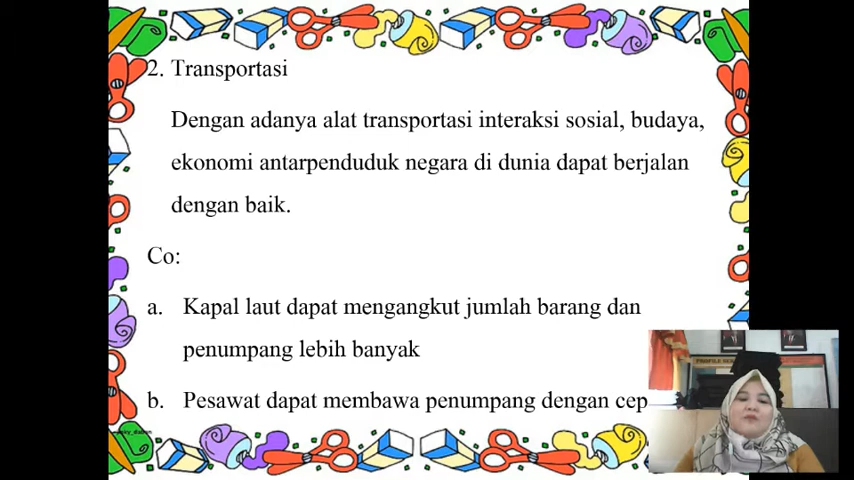 2. Transportasi
Dengan adanya alat transportasi interaksi sosial, budaya,
ekonomi antarpenduduk negara di dunia dapat berjalan
dengan baik.
Co:
a. Kapal laut dapat mengangkut jumlah barang dan
penumpang lebih banyak
b. Pesawat dapat membawa penumpang dengan cep